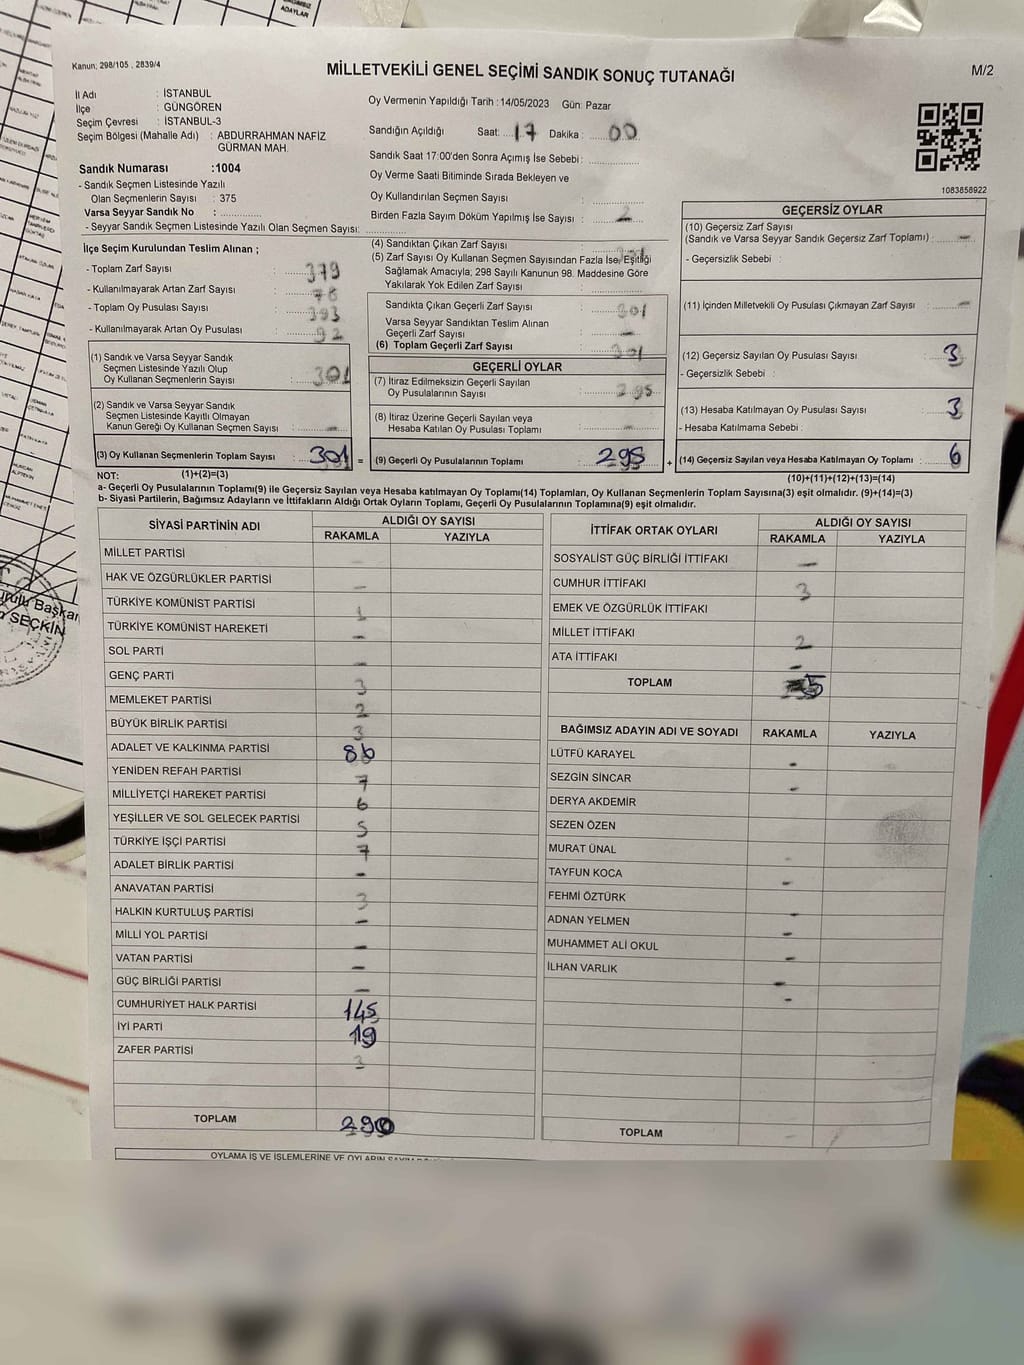 Kanun; 298/105 , 2839/4
MİLLETVEKİLİ GENEL SEÇİMİ SANDIK SONUÇ TUTANAĞI
M/2
İl Adı : İSTANBUL
İlçe : GÜNGÖREN
Seçim Çevresi : İSTANBUL-3
Seçim Bölgesi (Mahalle Adı) : ABDURRAHMAN NAFİZ
GÜRMAN MAH.
Sandık Numarası :1004
- Sandık Seçmen Listesinde Yazılı
Olan Seçmenlerin Sayısı : 375
Varsa Seyyar Sandık No : ..............
- Seyyar Sandık Seçmen Listesinde Yazılı Olan Seçmen Sayısı: ..............
Oy Vermenin Yapıldığı Tarih : 14/05/2023 Gün: Pazar
Sandığın Açıldığı Saat: 17 Dakika : 00
Sandık Saat 17:00'den Sonra Açımış İse Sebebi : ..............
Oy Verme Saati Bitiminde Sırada Bekleyen ve
Oy Kullandırılan Seçmen Sayısı : ..............
Birden Fazla Sayım Döküm Yapılmış İse Sayısı :
1083858922
İlçe Seçim Kurulundan Teslim Alınan ;
- Toplam Zarf Sayısı : 379
- Kullanılmayarak Artan Zarf Sayısı : 78
- Toplam Oy Pusulası Sayısı : 393
- Kullanılmayarak Artan Oy Pusulası : 92
(1) Sandık ve Varsa Seyyar Sandık
Seçmen Listesinde Yazılı Olup
Oy Kullanan Seçmenlerin Sayısı : 301
(2) Sandık ve Varsa Seyyar Sandık
Seçmen Listesinde Kayıtlı Olmayan
Kanun Gereği Oy Kullanan Seçmen Sayısı : -
(3) Oy Kullanan Seçmenlerin Toplam Sayısı : 301 =
(4) Sandıktan Çıkan Zarf Sayısı : 301
(5) Zarf Sayısı Oy Kullanan Seçmen Sayısından Fazla İse, Eşitliği
Sağlamak Amacıyla; 298 Sayılı Kanunun 98. Maddesine Göre
Yakılarak Yok Edilen Zarf Sayısı :
Sandıkta Çıkan Geçerli Zarf Sayısı : 301
Varsa Seyyar Sandıktan Teslim Alınan
Geçerli Zarf Sayısı : -
(6) Toplam Geçerli Zarf Sayısı : 301
GEÇERLİ OYLAR
(7) İtiraz Edilmeksizin Geçerli Sayılan
Oy Pusulalarının Sayısı : 295
(8) İtiraz Üzerine Geçerli Sayılan veya
Hesaba Katılan Oy Pusulası Toplamı : -
(9) Geçerli Oy Pusulalarının Toplamı : 295 +
GEÇERSİZ OYLAR
(10) Geçersiz Zarf Sayısı
(Sandık ve Varsa Seyyar Sandık Geçersiz Zarf Toplamı) : -
- Geçersizlik Sebebi :
(11) İçinden Milletvekili Oy Pusulası Çıkmayan Zarf Sayısı : -
(12) Geçersiz Sayılan Oy Pusulası Sayısı : 3
- Geçersizlik Sebebi :
(13) Hesaba Katılmayan Oy Pusulası Sayısı : 3
- Hesaba Katılmama Sebebi :
(14) Geçersiz Sayılan veya Hesaba Katılmayan Oy Toplamı : 6
NOT: (1)+(2)=(3) (10)+(11)+(12)+(13)=(14)
a- Geçerli Oy Pusulalarının Toplamı(9) ile Geçersiz Sayılan veya Hesaba katılmayan Oy Toplamı(14) Toplamları, Oy Kullanan Seçmenlerin Toplam Sayısına(3) eşit olmalıdır. (9)+(14)=(3)
b- Siyasi Partilerin, Bağımsız Adayların ve İttifakların Aldığı Ortak Oyların Toplamı, Geçerli Oy Pusulalarının Toplamına(9) eşit olmalıdır.
SİYASİ PARTİNİN ADI ALDIĞI OY SAYISI
RAKAMLA YAZIYLA
MİLLET PARTİSİ -
HAK VE ÖZGÜRLÜKLER PARTİSİ -
TÜRKİYE KOMÜNİST PARTİSİ 1
TÜRKİYE KOMÜNİST HAREKETİ -
SOL PARTİ -
GENÇ PARTİ 3
MEMLEKET PARTİSİ 2
BÜYÜK BİRLİK PARTİSİ 3
ADALET VE KALKINMA PARTİSİ 86
YENİDEN REFAH PARTİSİ 7
MİLLİYETÇİ HAREKET PARTİSİ 6
YEŞİLLER VE SOL GELECEK PARTİSİ 5
TÜRKİYE İŞÇİ PARTİSİ 7
ADALET BİRLİK PARTİSİ -
ANAVATAN PARTİSİ 3
HALKIN KURTULUŞ PARTİSİ -
MİLLİ YOL PARTİSİ -
VATAN PARTİSİ -
GÜÇ BİRLİĞİ PARTİSİ -
CUMHURİYET HALK PARTİSİ 145
İYİ PARTİ 19
ZAFER PARTİSİ 3
TOPLAM 290
İTTİFAK ORTAK OYLARI ALDIĞI OY SAYISI
RAKAMLA YAZIYLA
SOSYALİST GÜÇ BİRLİĞİ İTTİFAKI -
CUMHUR İTTİFAKI 3
EMEK VE ÖZGÜRLÜK İTTİFAKI
MİLLET İTTİFAKI 2
ATA İTTİFAKI -
TOPLAM 5
BAĞIMSIZ ADAYIN ADI VE SOYADI RAKAMLA YAZIYLA
LÜTFÜ KARAYEL -
SEZGİN SİNCAR -
DERYA AKDEMİR
SEZEN ÖZEN
MURAT ÜNAL -
TAYFUN KOCA -
FEHMİ ÖZTÜRK -
ADNAN YELMEN -
MUHAMMET ALİ OKUL -
İLHAN VARLIK -
TOPLAM -
OYLAMA İŞ VE İŞLEMLERİNE VE OYLARIN
Başkan
SEÇKİN
ADAYLAR